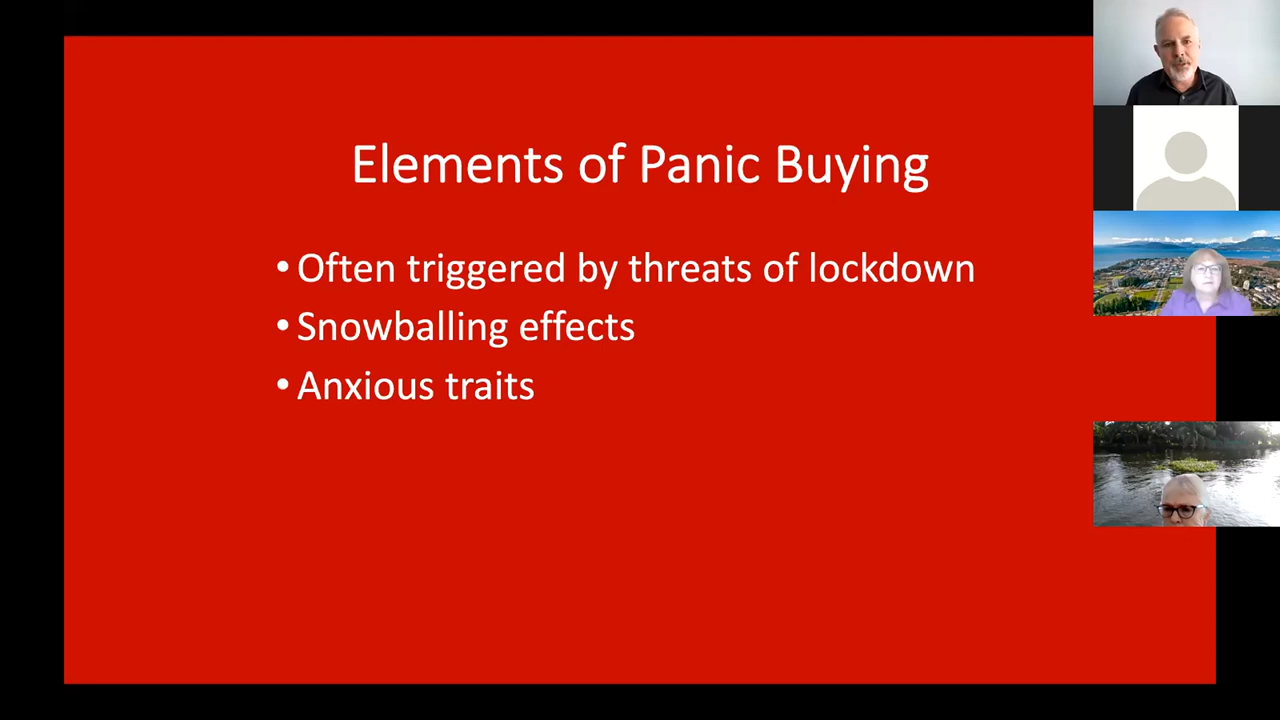 Elements of Panic Buying
• Often triggered by threats of lockdown
• Snowballing effects
• Anxious traits